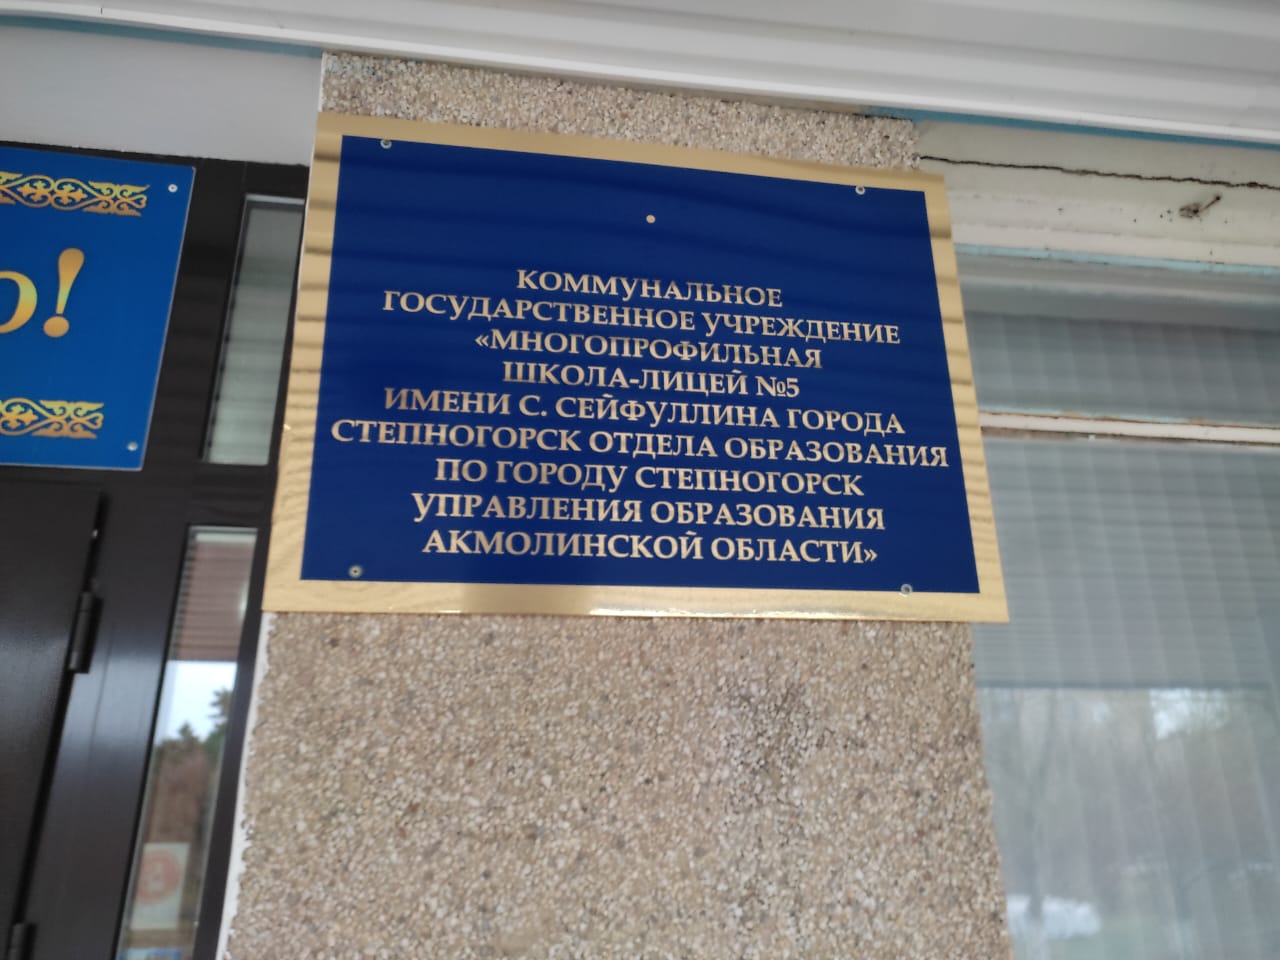 о!
КОММУНАЛЬНОЕ
ГОСУДАРСТВЕННОЕ УЧРЕЖДЕНИЕ
«МНОГОПРОФИЛЬНАЯ
ШКОЛА-ЛИЦЕЙ №5
ИМЕНИ С. СЕЙФУЛЛИНА ГОРОДА
СТЕПНОГОРСК ОТДЕЛА ОБРАЗОВАНИЯ
ПО ГОРОДУ СТЕПНОГОРСК
УПРАВЛЕНИЯ ОБРАЗОВАНИЯ
АКМОЛИНСКОЙ ОБЛАСТИ»